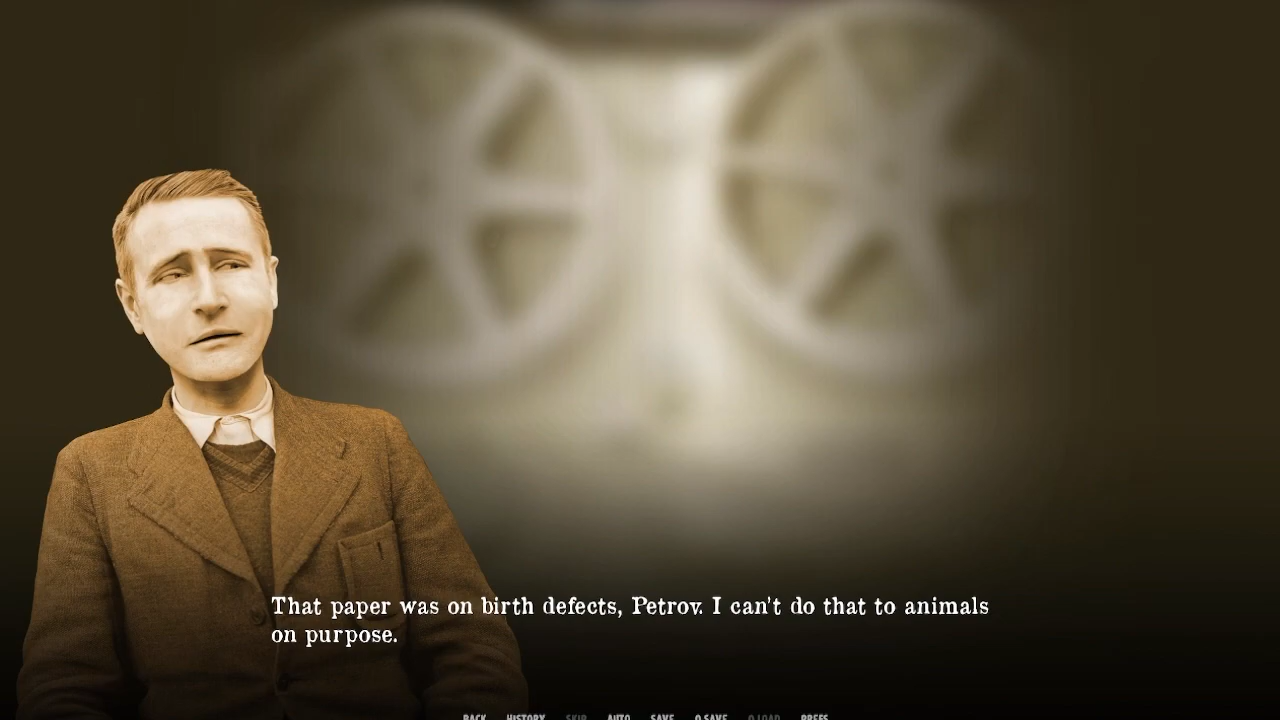 That paper was on birth defects, Petrov. I can't do that to animals
on purpose.
BACK HISTORY SKIP AUTO SAVE Q.SAVE Q.LOAD PREFS